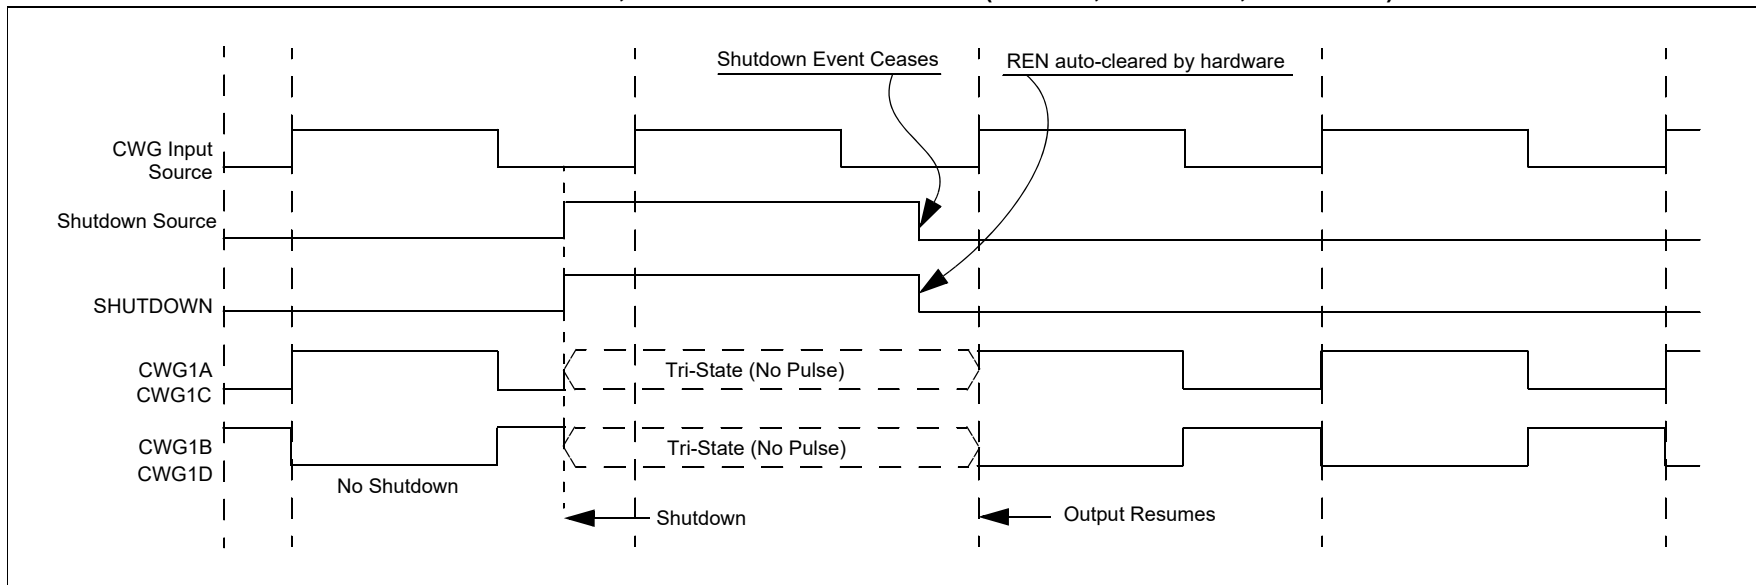 Shutdown Event Ceases
REN auto-cleared by hardware
CWG Input
Source
Shutdown Source
SHUTDOWN
CWG1A
CWG1C
Tri-State (No Pulse)
CWG1B
CWG1D
Tri-State (No Pulse)
No Shutdown
Shutdown
Output Resumes